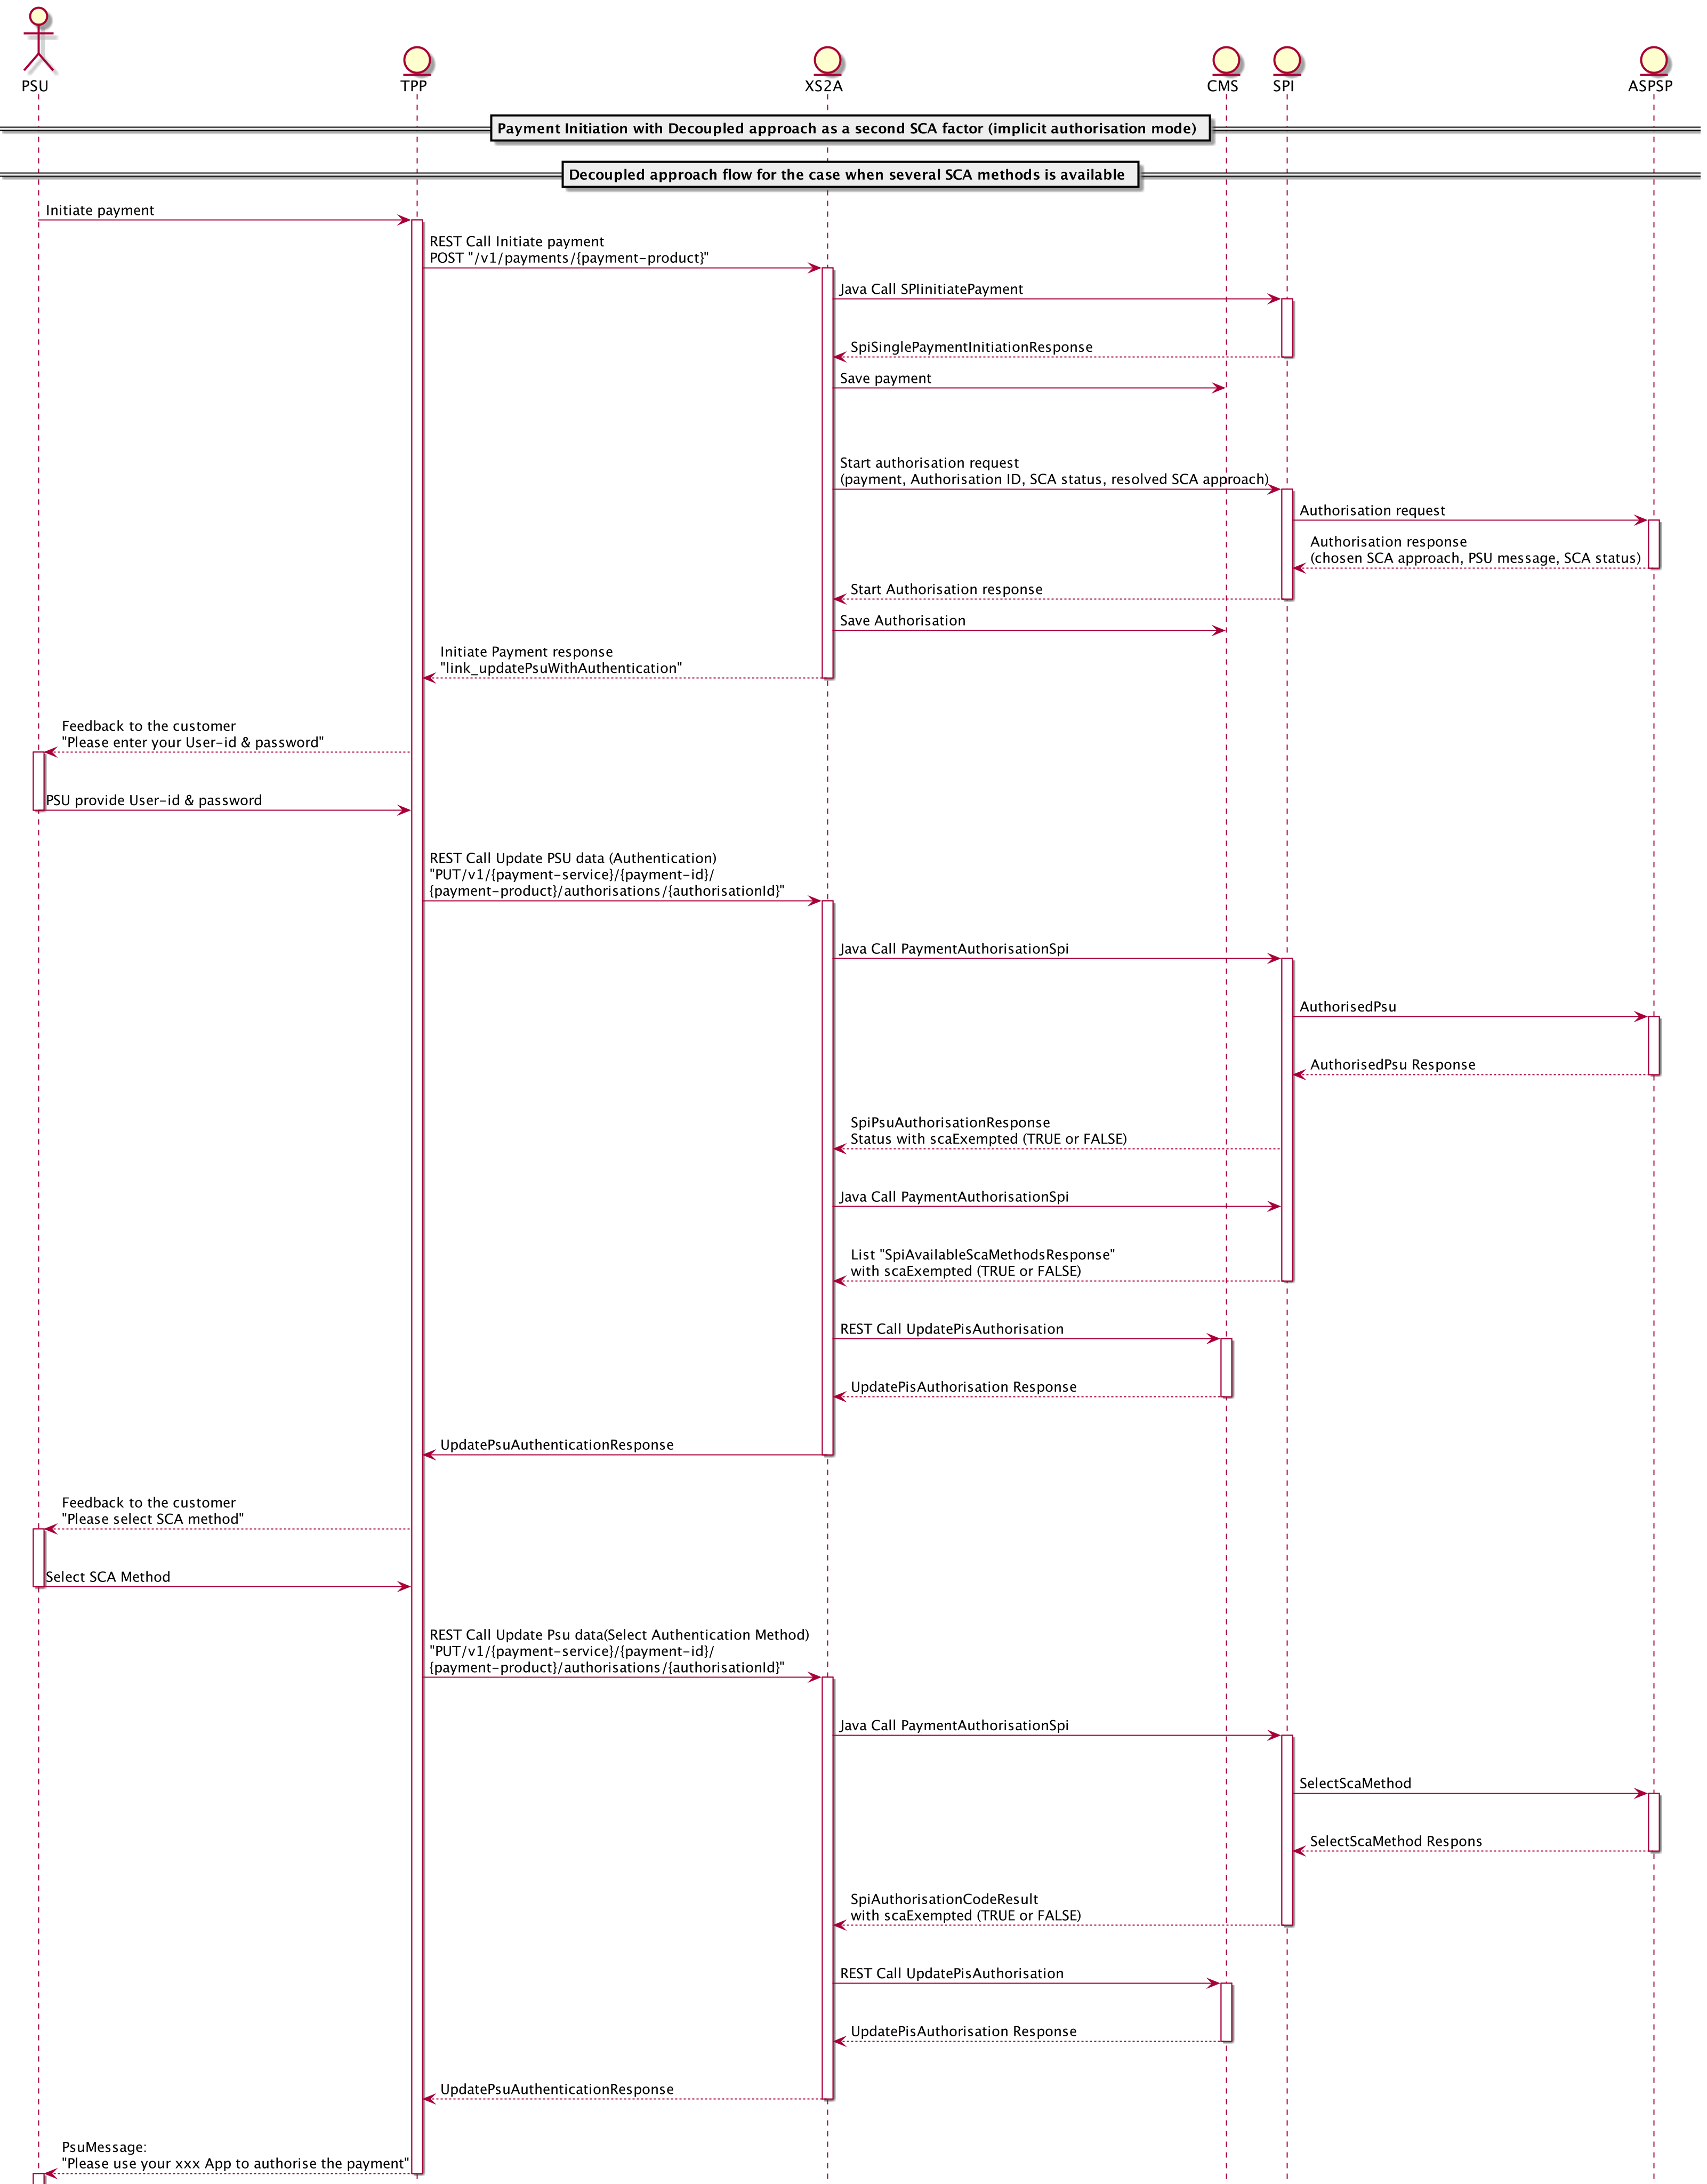 PSU
TPP
XS2A
CMS
SPI
ASPSP
Payment Initiation with Decoupled approach as a second SCA factor (implicit authorisation mode)
Decoupled approach flow for the case when several SCA methods is available
Initiate payment
REST Call Initiate payment
POST "/v1/payments/{payment-product}"
Java Call SPIinitiatePayment
SpiSinglePaymentInitiationResponse
Save payment
Start authorisation request
(payment, Authorisation ID, SCA status, resolved SCA approach)
Authorisation request
Authorisation response
(chosen SCA approach, PSU message, SCA status)
Start Authorisation response
Save Authorisation
Initiate Payment response
"link_updatePsuWithAuthentication"
Feedback to the customer
"Please enter your User-id & password"
PSU provide User-id & password
REST Call Update PSU data (Authentication)
"PUT/v1/{payment-service}/{payment-id}/
{payment-product}/authorisations/{authorisationId}"
Java Call PaymentAuthorisationSpi
AuthorisedPsu
AuthorisedPsu Response
SpiPsuAuthorisationResponse
Status with scaExempted (TRUE or FALSE)
Java Call PaymentAuthorisationSpi
List "SpiAvailableScaMethodsResponse"
with scaExempted (TRUE or FALSE)
REST Call UpdatePisAuthorisation
UpdatePisAuthorisation Response
UpdatePsuAuthenticationResponse
Feedback to the customer
"Please select SCA method"
Select SCA Method
REST Call Update Psu data(Select Authentication Method)
"PUT/v1/{payment-service}/{payment-id}/
{payment-product}/authorisations/{authorisationId}"
Java Call PaymentAuthorisationSpi
SelectScaMethod
SelectScaMethod Respons
SpiAuthorisationCodeResult
with scaExempted (TRUE or FALSE)
REST Call UpdatePisAuthorisation
UpdatePisAuthorisation Response
UpdatePsuAuthenticationResponse
PsuMessage:
"Please use your xxx App to authorise the payment"